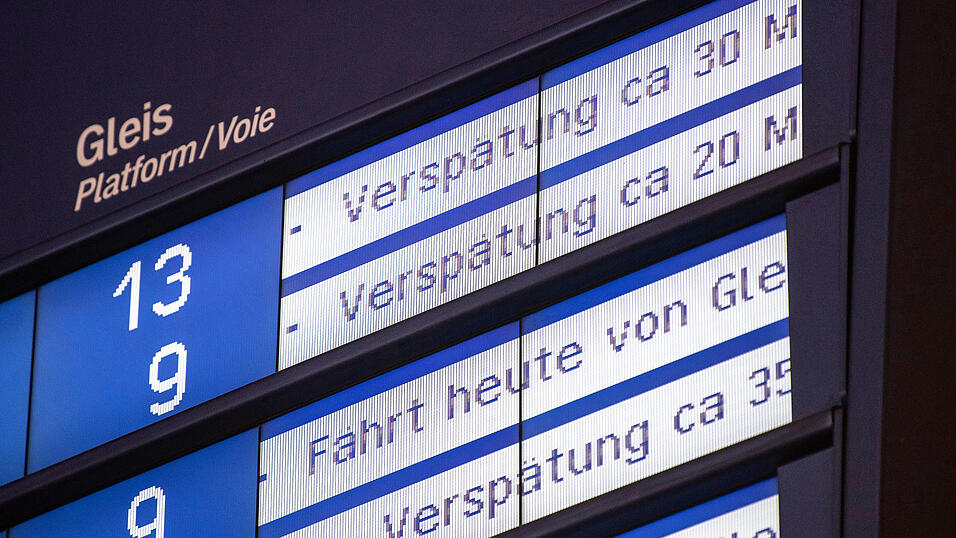 Gleis
Platform/Voie
13
- Verspätung ca 30 M
9
- Verspätung ca 20 M
9
- Fährt heute von Gle
Verspätung ca 35